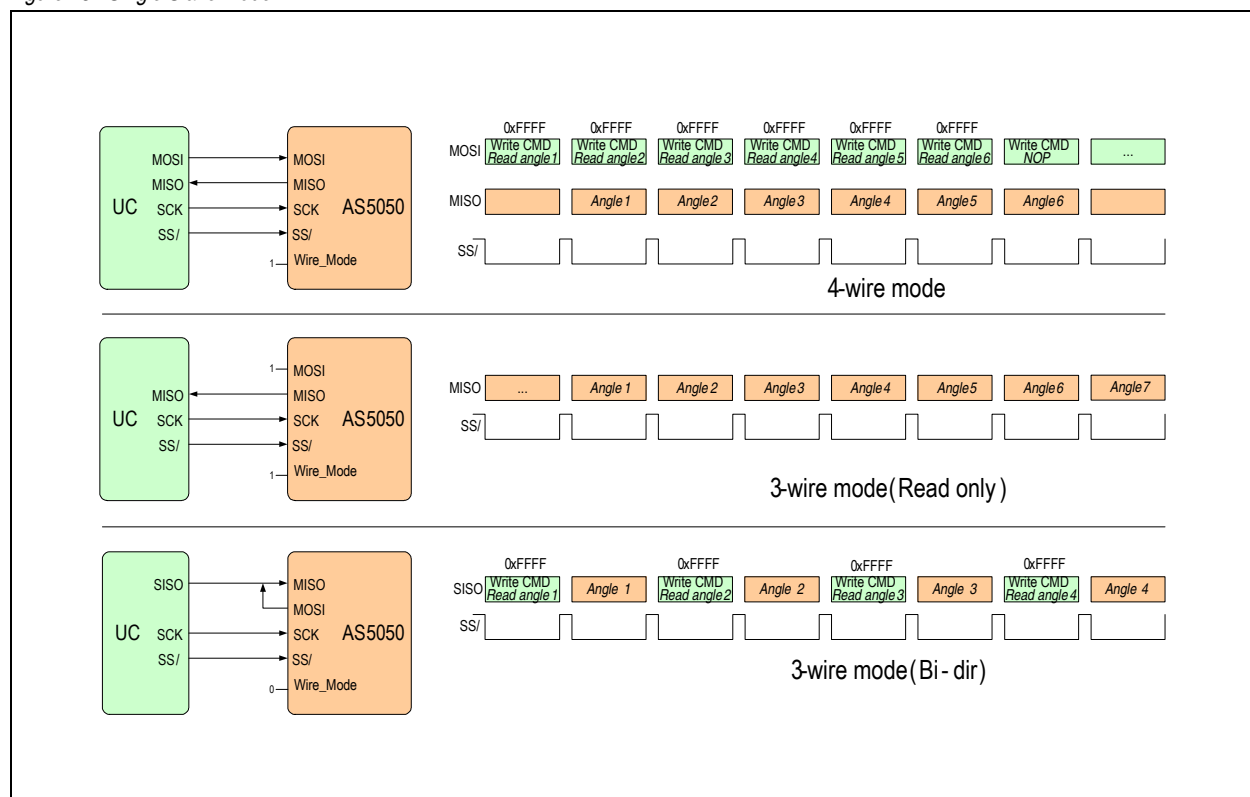 0xFFFF 0xFFFF 0xFFFF 0xFFFF 0xFFFF 0xFFFF
MOSI Write CMD Read angle 1 Write CMD Read angle 2 Write CMD Read angle 3 Write CMD Read angle 4 Write CMD Read angle 5 Write CMD Read angle 6 Write CMD NOP ...
MISO Angle 1 Angle 2 Angle 3 Angle 4 Angle 5 Angle 6
SS/
UC
MOSI
MISO
SCK
SS/
AS5050
MOSI
MISO
SCK
SS/
1 Wire_Mode
4-wire mode
UC
MISO
SCK
SS/
AS5050
1 MOSI
MISO
SCK
SS/
1 Wire_Mode
MISO ... Angle 1 Angle 2 Angle 3 Angle 4 Angle 5 Angle 6 Angle 7
SS/
3-wire mode(Read only)
UC
SISO
SCK
SS/
AS5050
MISO
MOSI
SCK
SS/
0 Wire_Mode
0xFFFF 0xFFFF 0xFFFF 0xFFFF
SISO Write CMD Read angle 1 Angle 1 Write CMD Read angle 2 Angle 2 Write CMD Read angle 3 Angle 3 Write CMD Read angle 4 Angle 4
SS/
3-wire mode(Bi-dir)